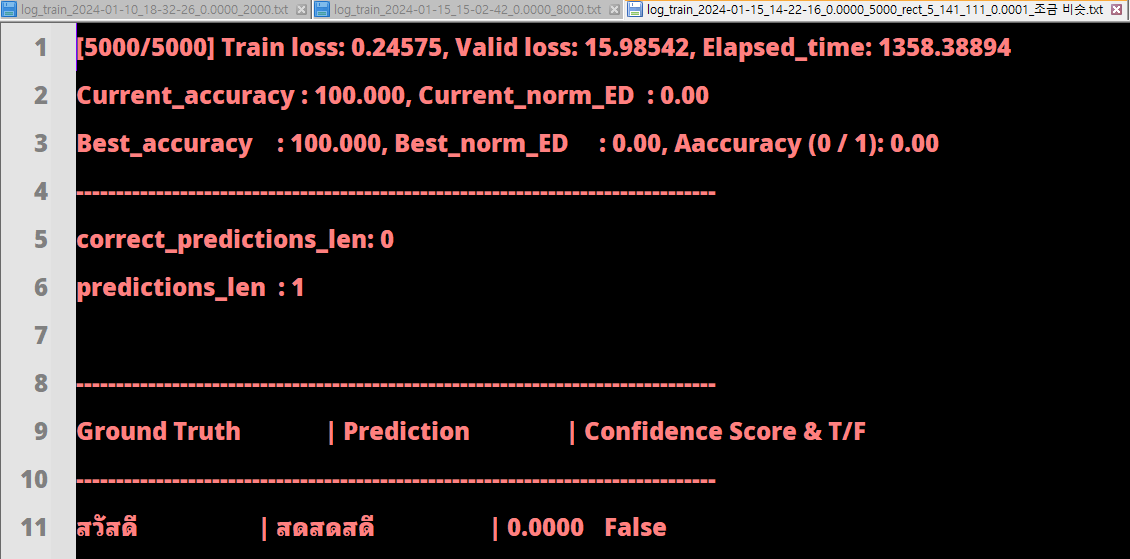 log_train_2024-01-10_18-32-26_0.0000_2000.txt
log_train_2024-01-15_15-02-42_0.0000_8000.txt
log_train_2024-01-15_14-22-16_0.0000_5000_rect_5_141_111_0.0001_조금 비슷.txt
1 [5000/5000] Train loss: 0.24575, Valid loss: 15.98542, Elapsed_time: 1358.38894
2 Current_accuracy : 100.000, Current_norm_ED : 0.00
3 Best_accuracy : 100.000, Best_norm_ED : 0.00, Aaccuracy (0 / 1): 0.00
4 --------------------------------------------------------------------------------
5 correct_predictions_len: 0
6 predictions_len : 1
7
8 --------------------------------------------------------------------------------
9 Ground Truth | Prediction | Confidence Score & T/F
10 --------------------------------------------------------------------------------
11 สวัสดี | สดสดสดี | 0.0000 False